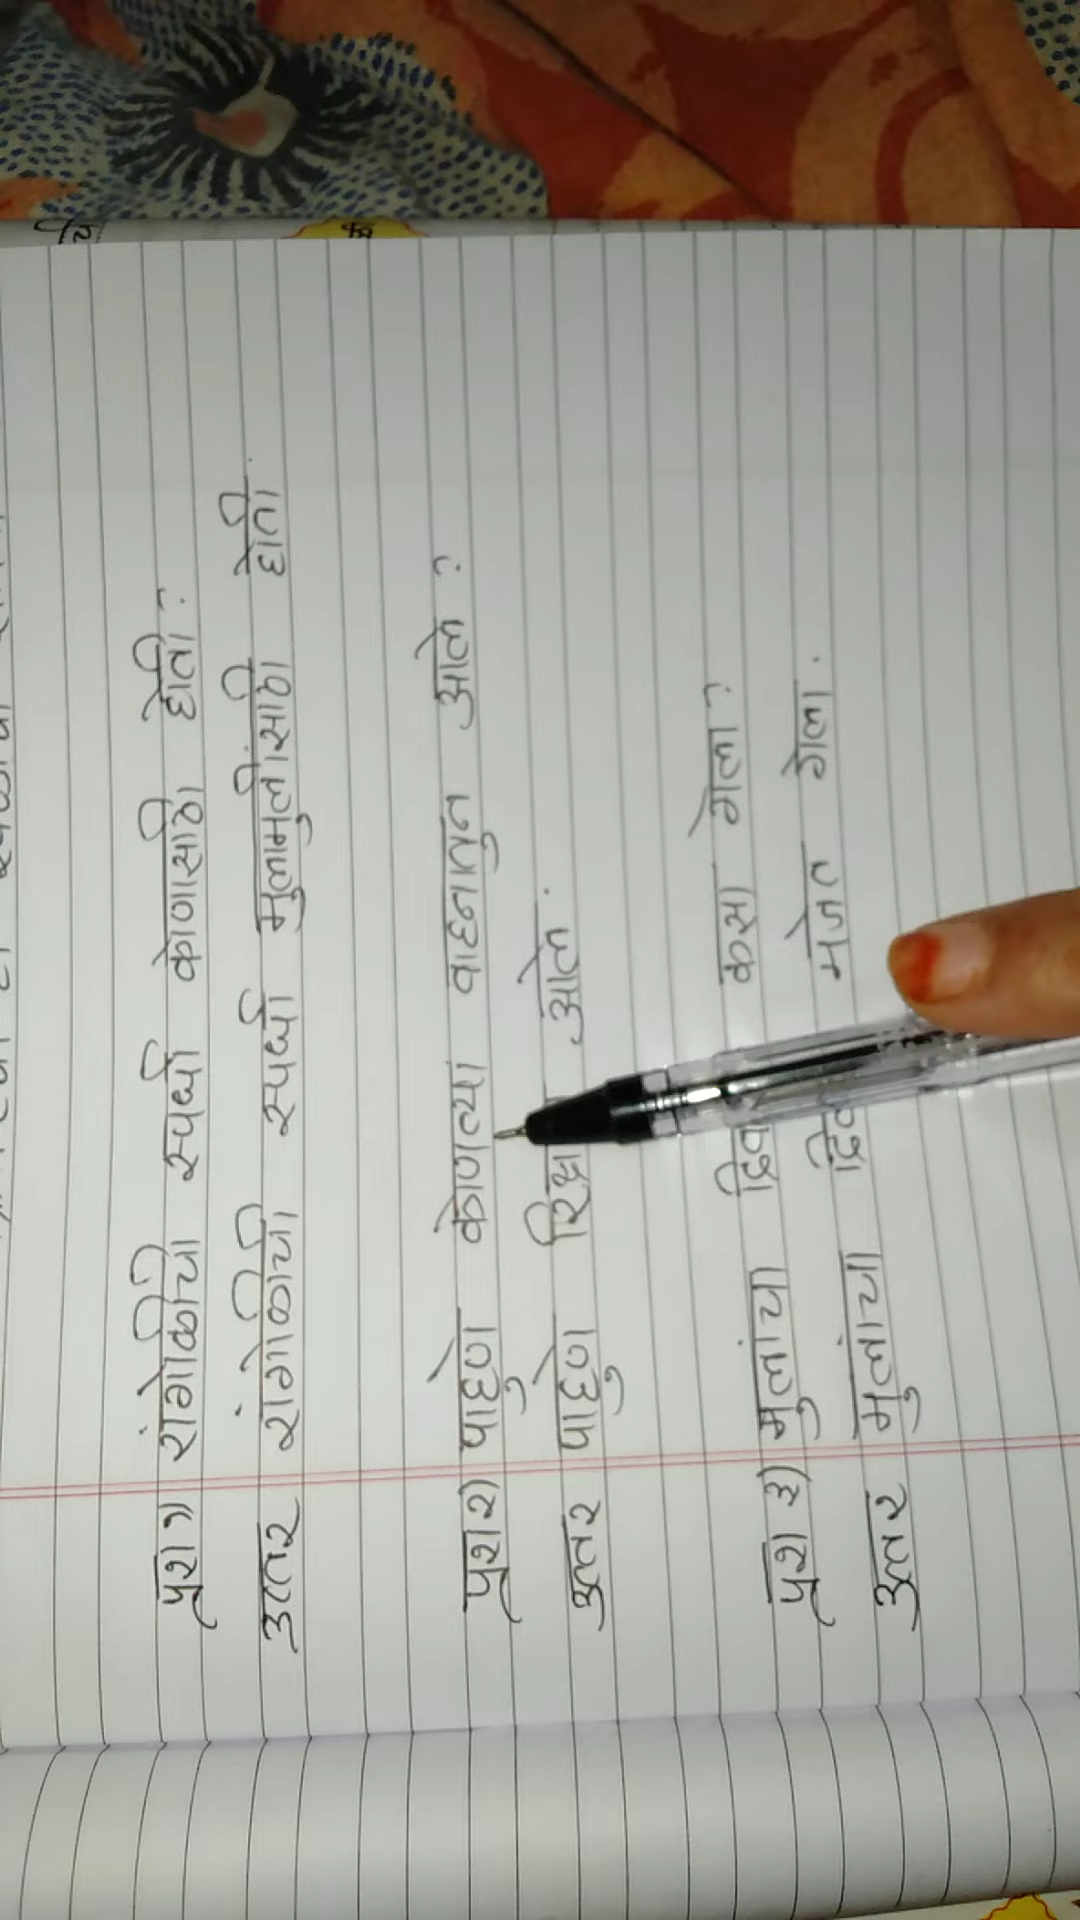 प्रश १) रांगोळीची स्पर्धा कोणासाठी होती ?
उत्तर रांगोळीची स्पर्धा मुलामुलींसाठी होती.
प्रश २) पाहुणे कोणत्या वाहनातून आले ?
उत्तर पाहुणे आले.
प्रश ३) मुलांचा कसा गेला ?
उत्तर मुलांचा मजेत गेला.